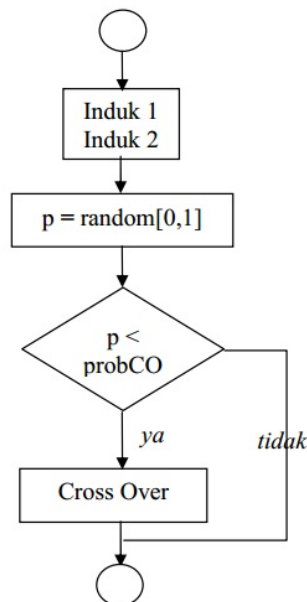 Induk 1
Induk 2
p = random[0,1]
p <
probCO
ya
tidak
Cross Over